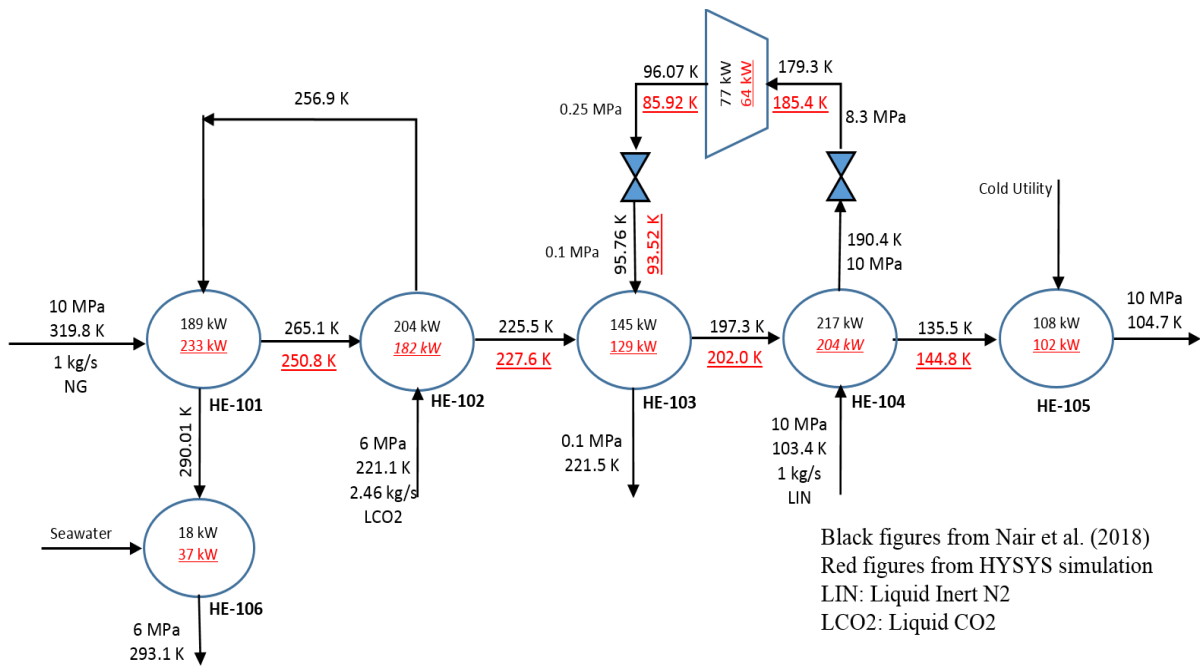 256.9 K
96.07 K
85.92 K
77 kW
64 kW
179.3 K
185.4 K
0.25 MPa
8.3 MPa
Cold Utility
95.76 K
93.52 K
0.1 MPa
190.4 K
10 MPa
10 MPa
319.8 K
1 kg/s
NG
189 kW
233 kW
265.1 K
250.8 K
204 kW
182 kW
225.5 K
227.6 K
145 kW
129 kW
197.3 K
202.0 K
217 kW
204 kW
135.5 K
144.8 K
108 kW
102 kW
10 MPa
104.7 K
HE-101
HE-102
HE-103
HE-104
HE-105
290.01 K
6 MPa
221.1 K
2.46 kg/s
LCO2
0.1 MPa
221.5 K
10 MPa
103.4 K
1 kg/s
LIN
Seawater
18 kW
37 kW
HE-106
6 MPa
293.1 K
Black figures from Nair et al. (2018)
Red figures from HYSYS simulation
LIN: Liquid Inert N2
LCO2: Liquid CO2